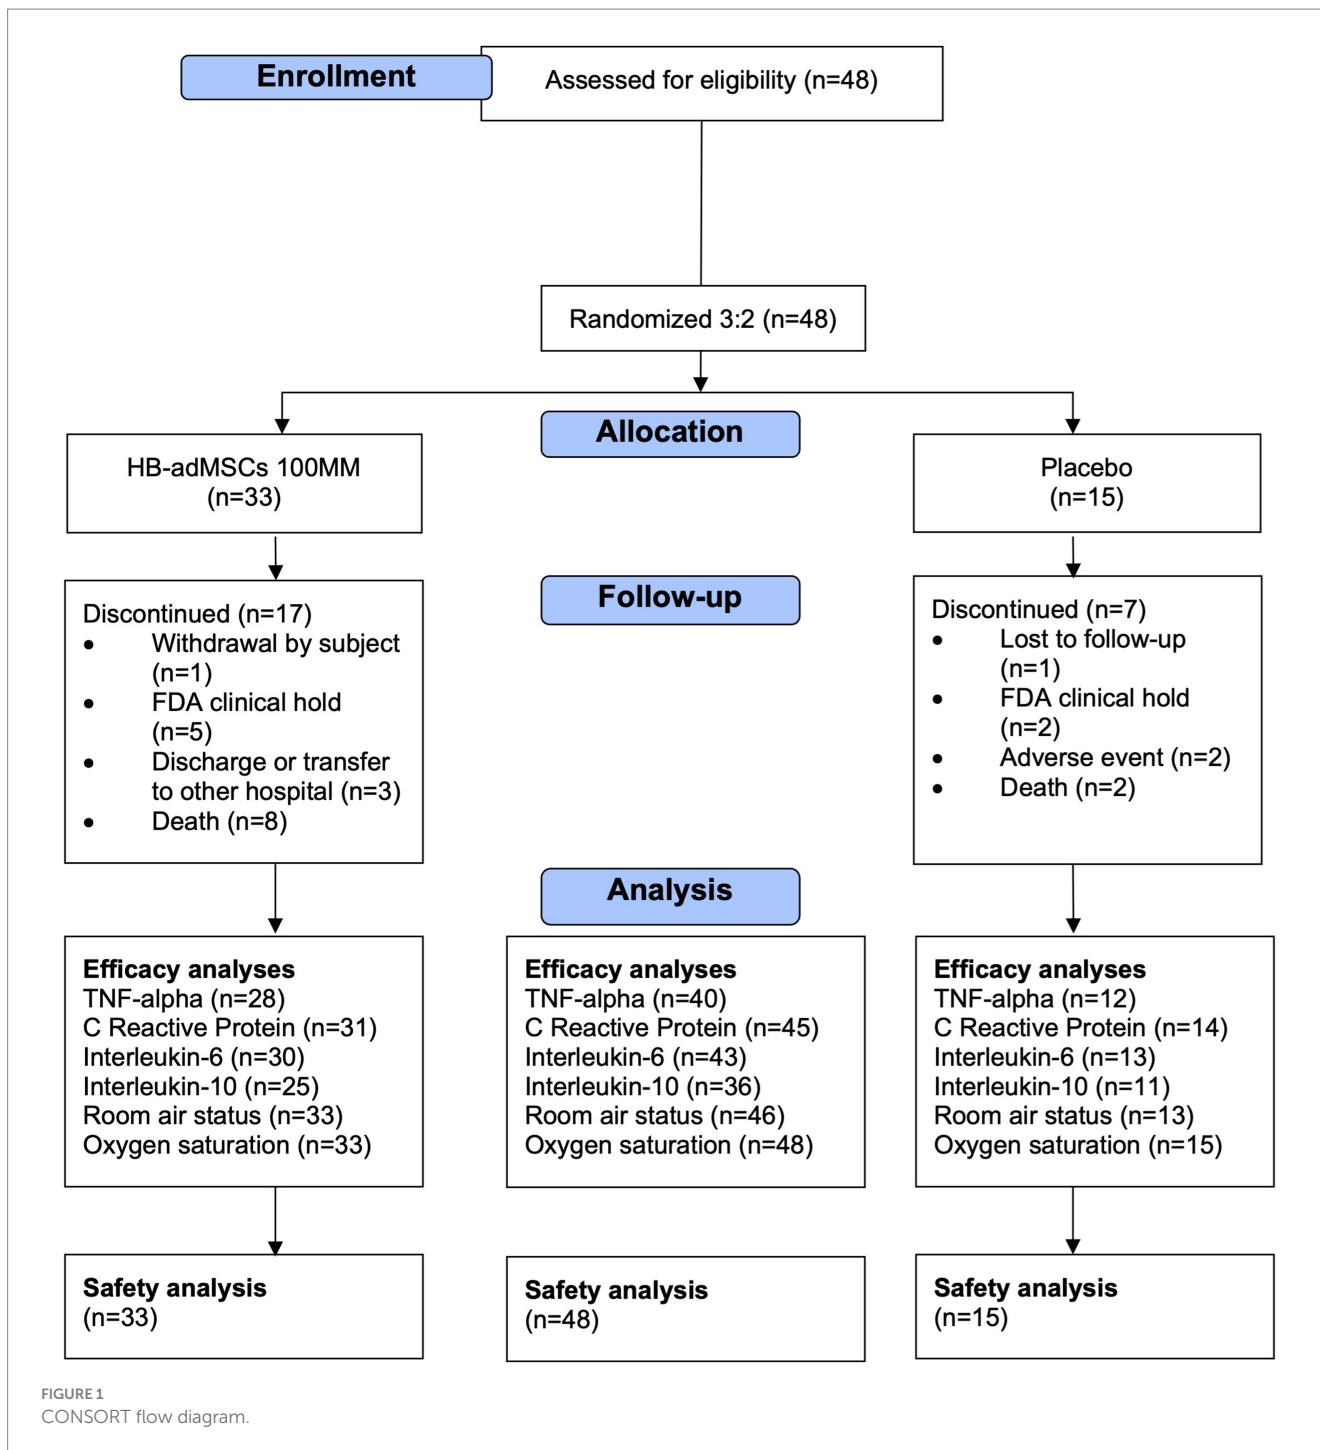 Enrollment
Assessed for eligibility (n=48)
Randomized 3:2 (n=48)
Allocation
HB-adMSCs 100MM
(n=33)
Placebo
(n=15)
Follow-up
Discontinued (n=17)
• Withdrawal by subject
(n=1)
• FDA clinical hold
(n=5)
• Discharge or transfer
to other hospital (n=3)
• Death (n=8)
Discontinued (n=7)
• Lost to follow-up
(n=1)
• FDA clinical hold
(n=2)
• Adverse event (n=2)
• Death (n=2)
Analysis
Efficacy analyses
TNF-alpha (n=28)
C Reactive Protein (n=31)
Interleukin-6 (n=30)
Interleukin-10 (n=25)
Room air status (n=33)
Oxygen saturation (n=33)
Efficacy analyses
TNF-alpha (n=40)
C Reactive Protein (n=45)
Interleukin-6 (n=43)
Interleukin-10 (n=36)
Room air status (n=46)
Oxygen saturation (n=48)
Efficacy analyses
TNF-alpha (n=12)
C Reactive Protein (n=14)
Interleukin-6 (n=13)
Interleukin-10 (n=11)
Room air status (n=13)
Oxygen saturation (n=15)
Safety analysis
(n=33)
Safety analysis
(n=48)
Safety analysis
(n=15)
FIGURE 1
CONSORT flow diagram.